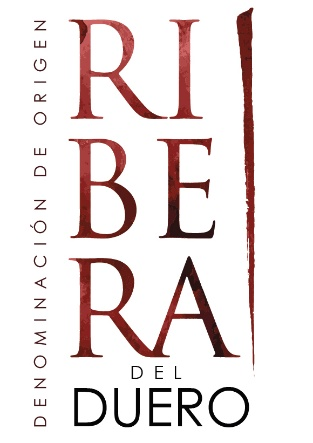 DENOMINACIÓN DE ORIGEN
RI
BE
RA
DEL
DUERO